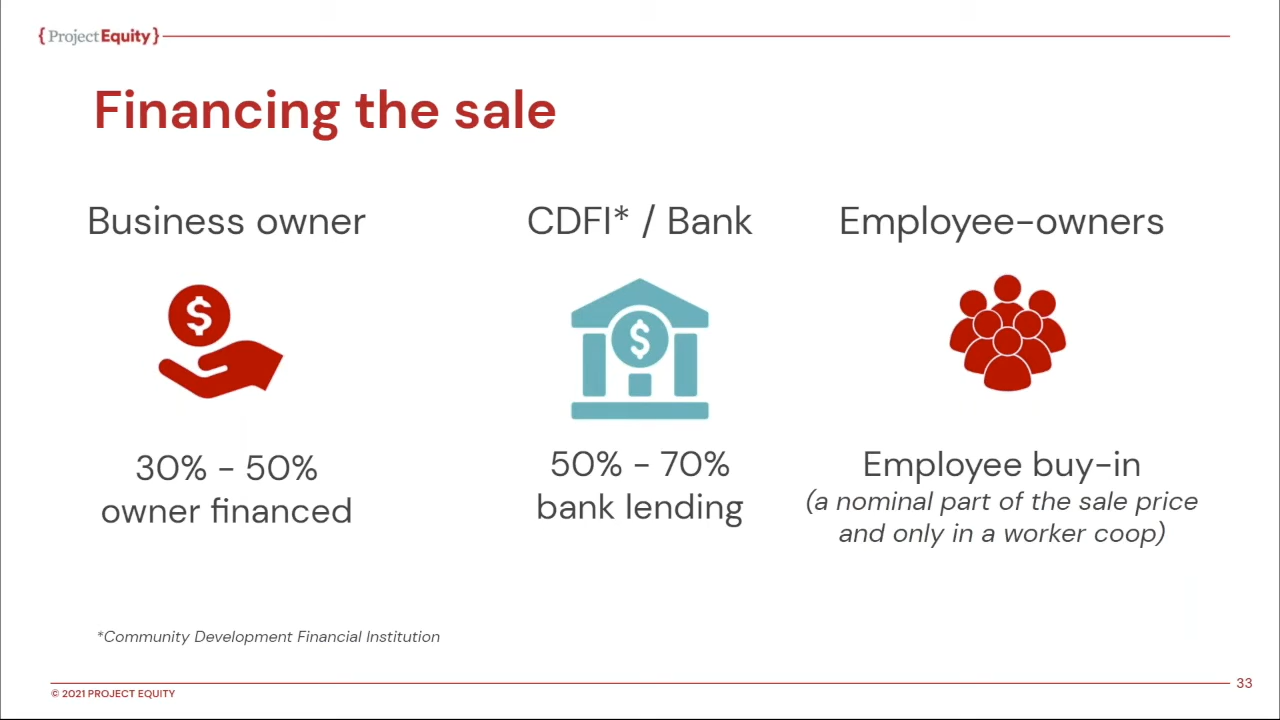 { Project Equity }
Financing the sale
Business owner
CDFI* / Bank
Employee-owners
$
$
30% - 50%
owner financed
50% - 70%
bank lending
Employee buy-in
(a nominal part of the sale price
and only in a worker coop)
*Community Development Financial Institution
© 2021 PROJECT EQUITY
33